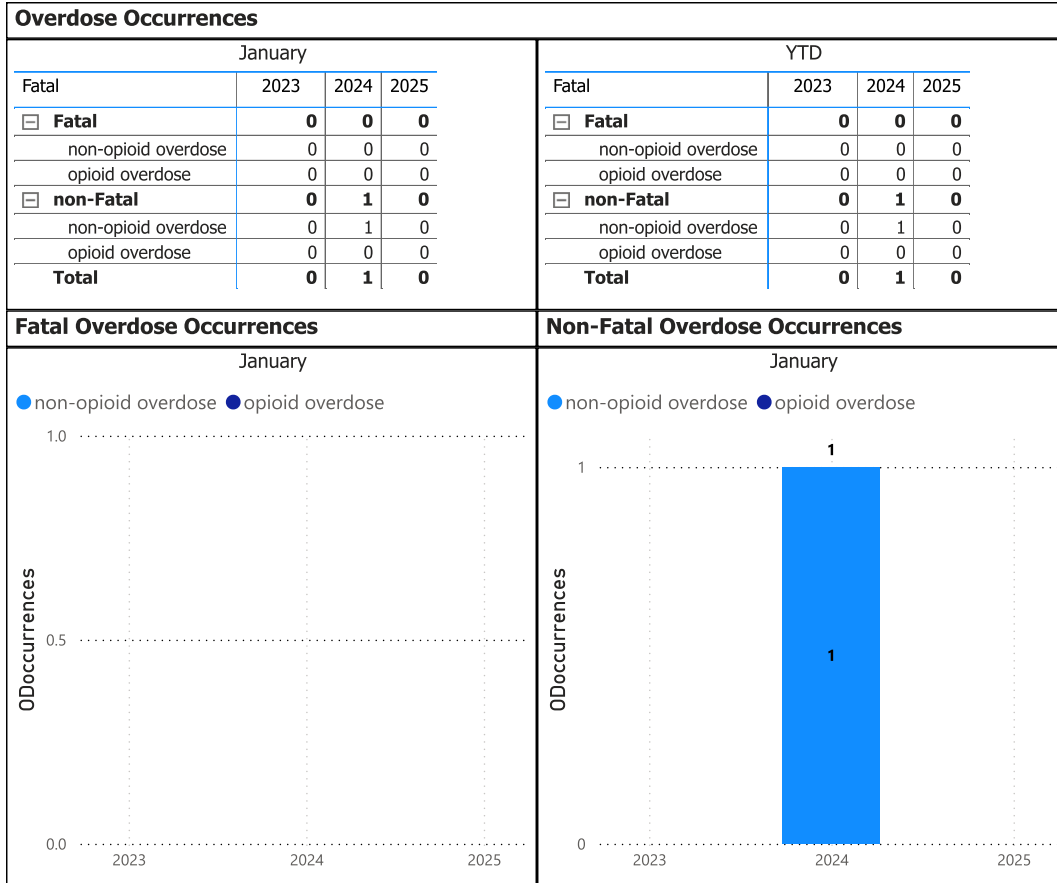 Overdose Occurrences
January
Fatal 2023 2024 2025
Fatal 0 0 0
non-opioid overdose 0 0 0
opioid overdose 0 0 0
non-Fatal 0 1 0
non-opioid overdose 0 1 0
opioid overdose 0 0 0
Total 0 1 0
YTD
Fatal 2023 2024 2025
Fatal 0 0 0
non-opioid overdose 0 0 0
opioid overdose 0 0 0
non-Fatal 0 1 0
non-opioid overdose 0 1 0
opioid overdose 0 0 0
Total 0 1 0
Fatal Overdose Occurrences
January
non-opioid overdose opioid overdose
1.0
0.5
0.0
ODoccurrences
2023 2024 2025
Non-Fatal Overdose Occurrences
January
non-opioid overdose opioid overdose
1
1
1
0
ODoccurrences
2023 2024 2025